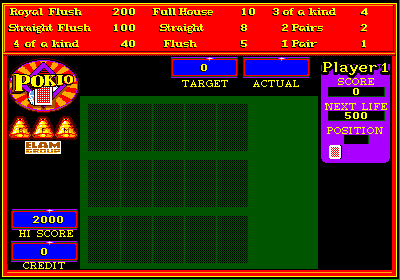 Royal Flush 200 Full House 10 3 of a kind 4
Straight Flush 100 Straight 8 2 Pairs 2
4 of a kind 40 Flush 5 1 Pair 1
POKIO
0
TARGET
ACTUAL
Player 1
SCORE
0
NEXT LIFE
500
POSITION
ELAM
GROUP
2000
HI SCORE
0
CREDIT